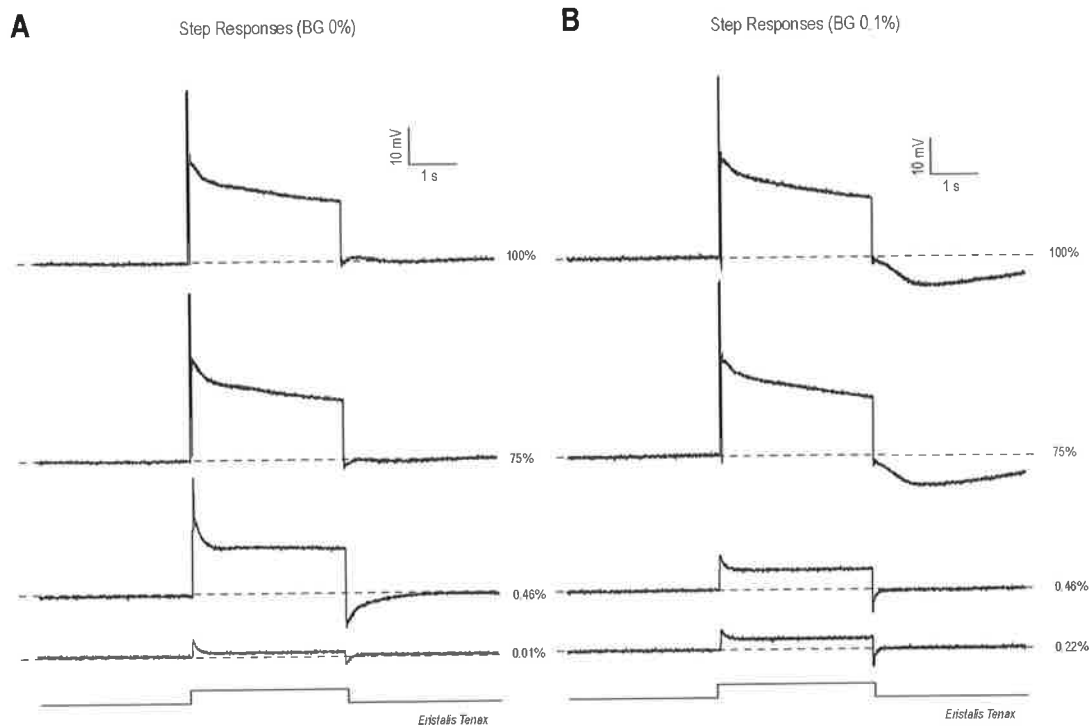 A
Step Responses (BG 0%)
10 mV
1 s
100%
75%
0.46%
0.01%
Eristalis Tenax
B
Step Responses (BG 0.1%)
10 mV
1 s
100%
75%
0.46%
0.22%
Eristalis Tenax